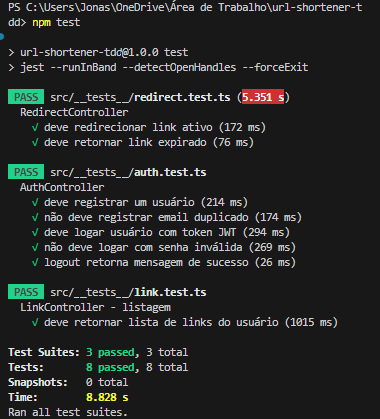 PS C:\Users\Jonas\OneDrive\Área de Trabalho\url-shortener-t
dd> npm test
> url-shortener-tdd@1.0.0 test
> jest --runInBand --detectOpenHandles --forceExit
PASS src/__tests__/redirect.test.ts (5.351 s)
RedirectController
√ deve redirecionar link ativo (172 ms)
√ deve retornar link expirado (76 ms)
PASS src/__tests__/auth.test.ts
AuthController
√ deve registrar um usuário (214 ms)
√ não deve registrar email duplicado (174 ms)
√ deve logar usuário com token JWT (294 ms)
√ não deve logar com senha inválida (269 ms)
√ logout retorna mensagem de sucesso (26 ms)
PASS src/__tests__/link.test.ts
LinkController - listagem
√ deve retornar lista de links do usuário (1015 ms)
Test Suites: 3 passed, 3 total
Tests: 8 passed, 8 total
Snapshots: 0 total
Time: 8.828 s
Ran all test suites.